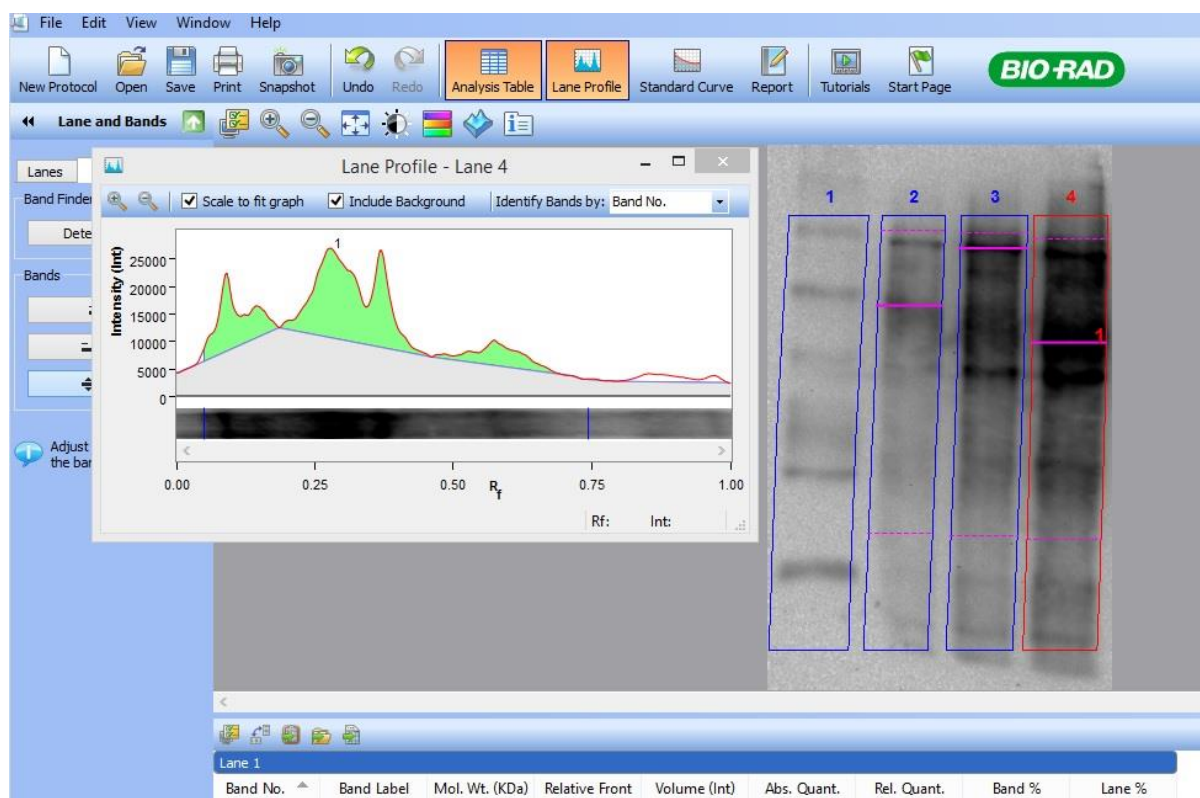 File Edit View Window Help
New Protocol Open Save Print Snapshot Undo Redo Analysis Table Lane Profile Standard Curve Report Tutorials Start Page BIO-RAD
Lane and Bands
Lanes
Band Finder
Dete
Bands
Adjust
the bar
Lane Profile - Lane 4
Scale to fit graph Include Background Identify Bands by: Band No.
1
Intensity (Int)
25000
20000
15000
10000
5000
0
0.00 0.25 0.50 Rf 0.75 1.00
Rf: Int:
1 2 3 4
1
Lane 1
Band No. Band Label Mol. Wt. (KDa) Relative Front Volume (Int) Abs. Quant. Rel. Quant. Band % Lane %